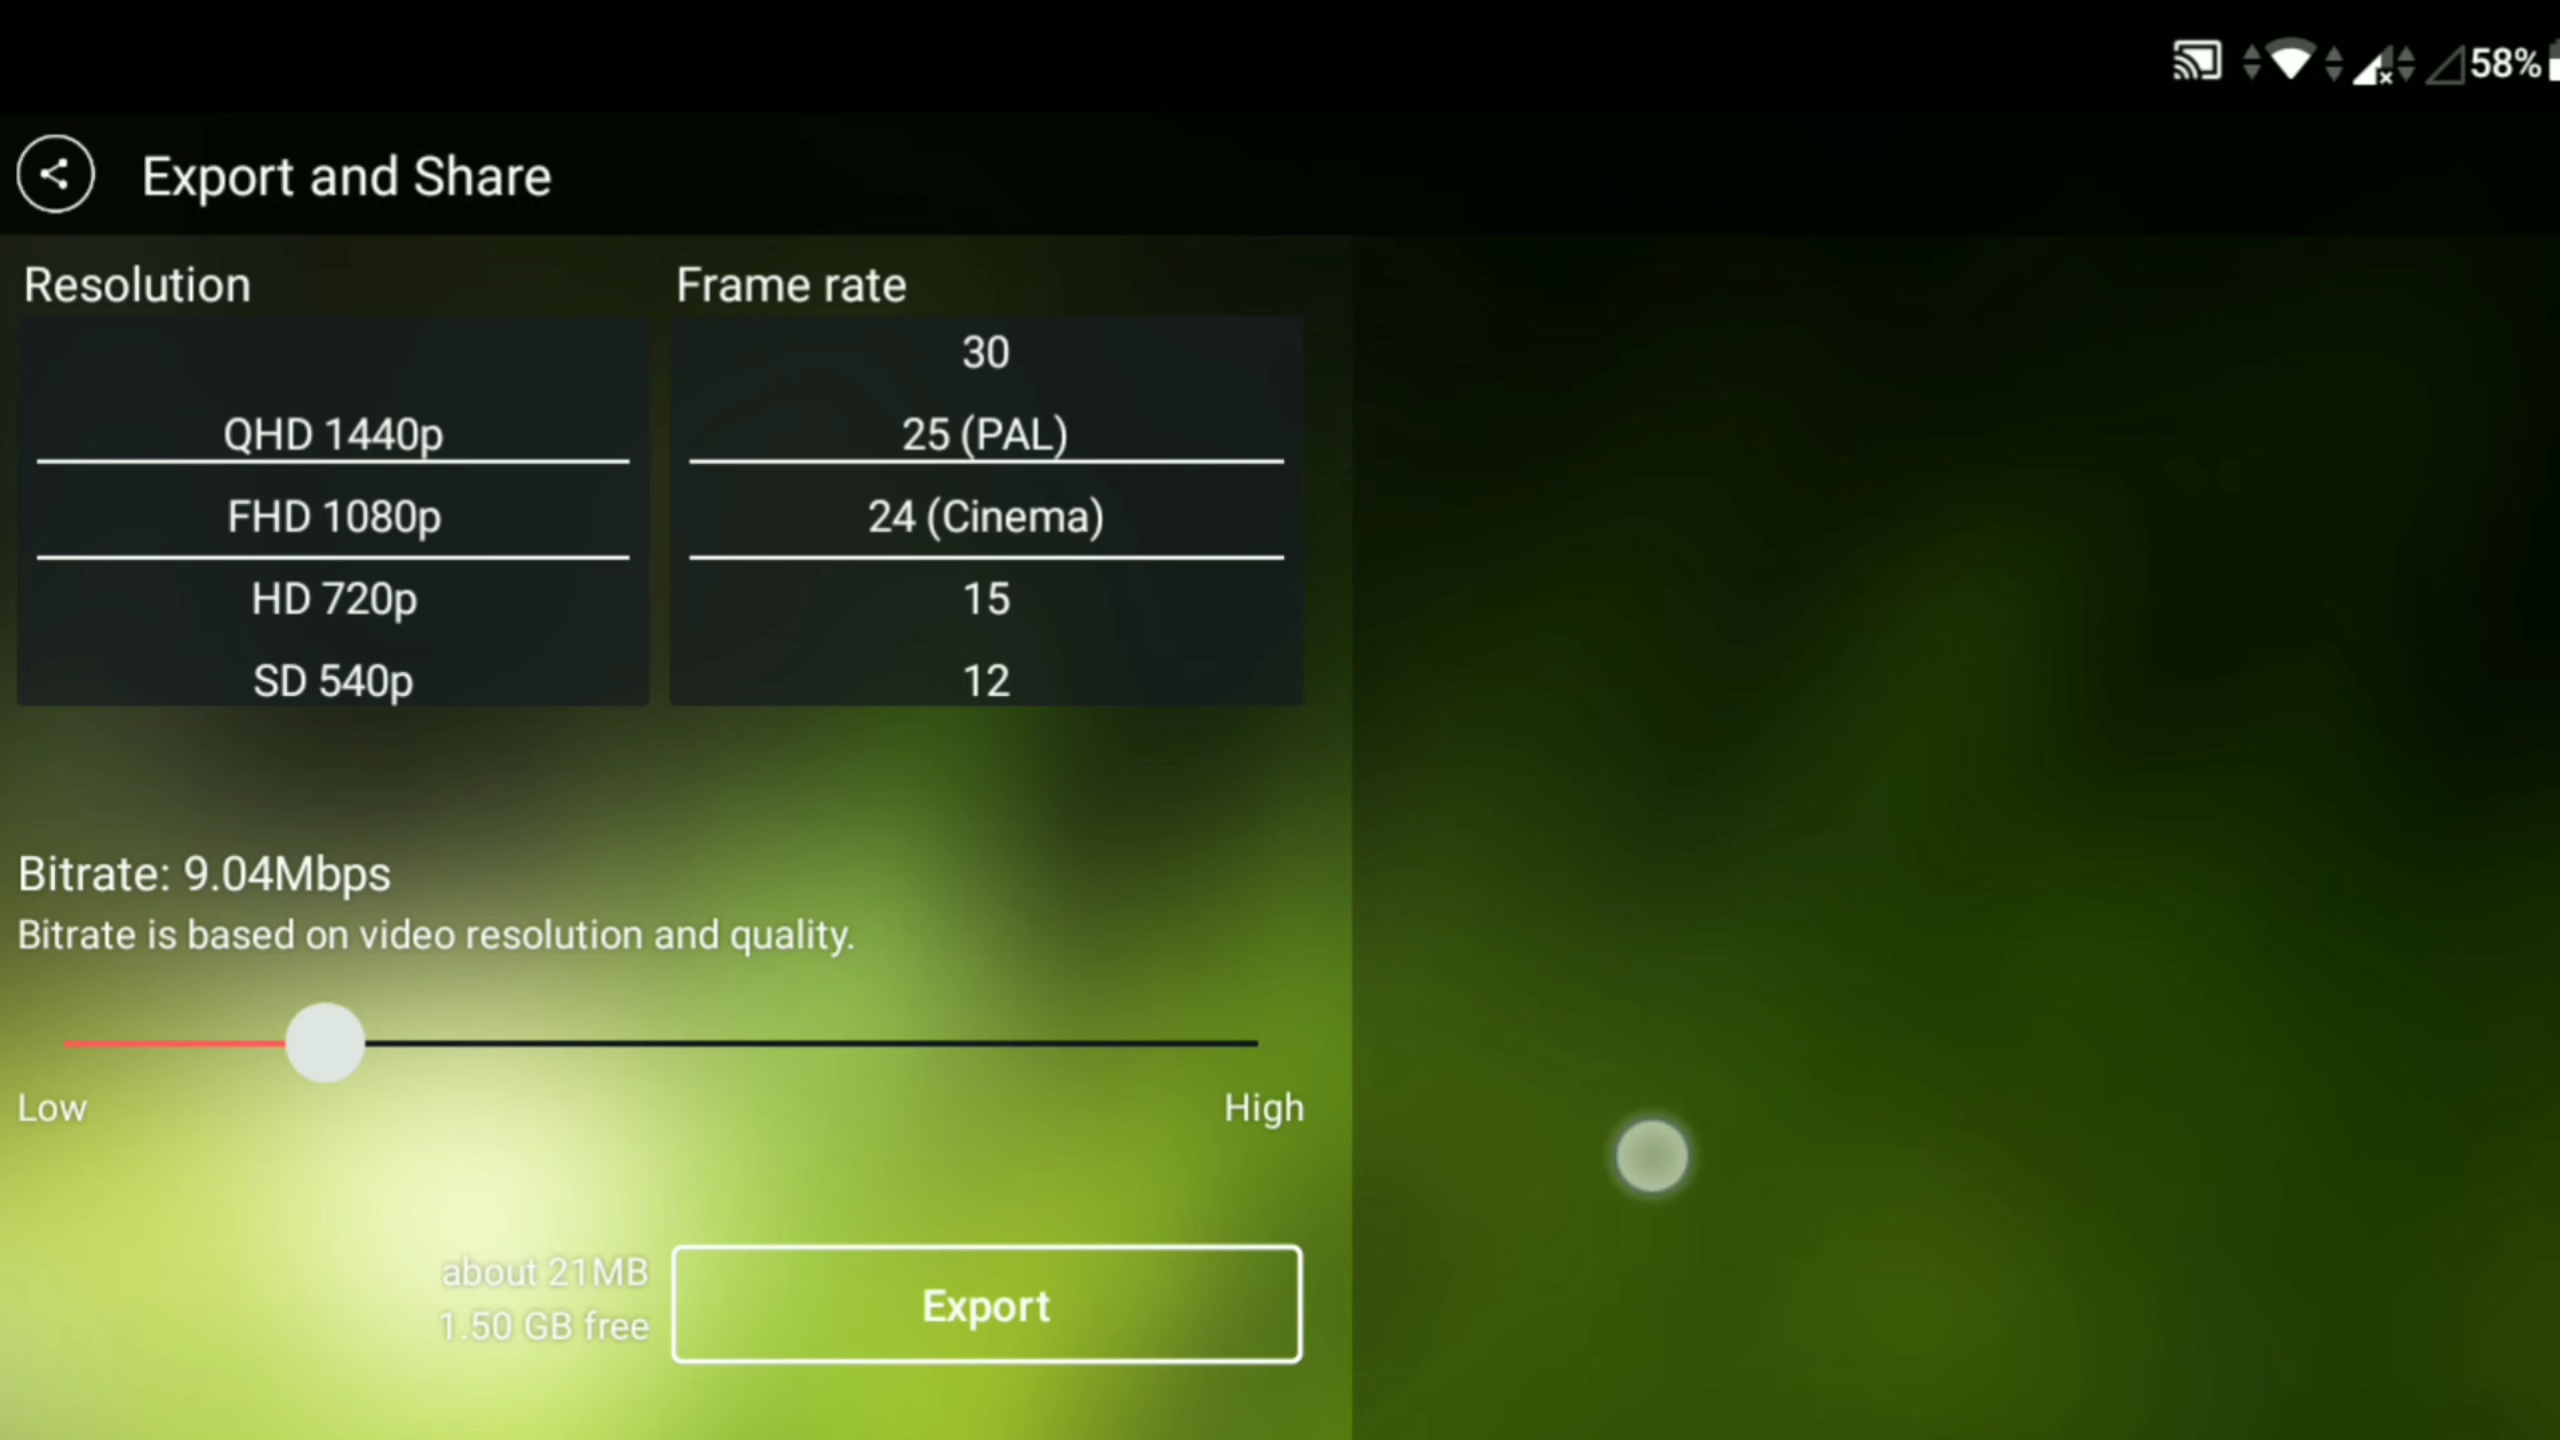 58%
Export and Share
Resolution
QHD 1440p
FHD 1080p
HD 720p
SD 540p
Frame rate
30
25 (PAL)
24 (Cinema)
15
12
Bitrate: 9.04Mbps
Bitrate is based on video resolution and quality.
Low
High
about 21MB
1.50 GB free
Export